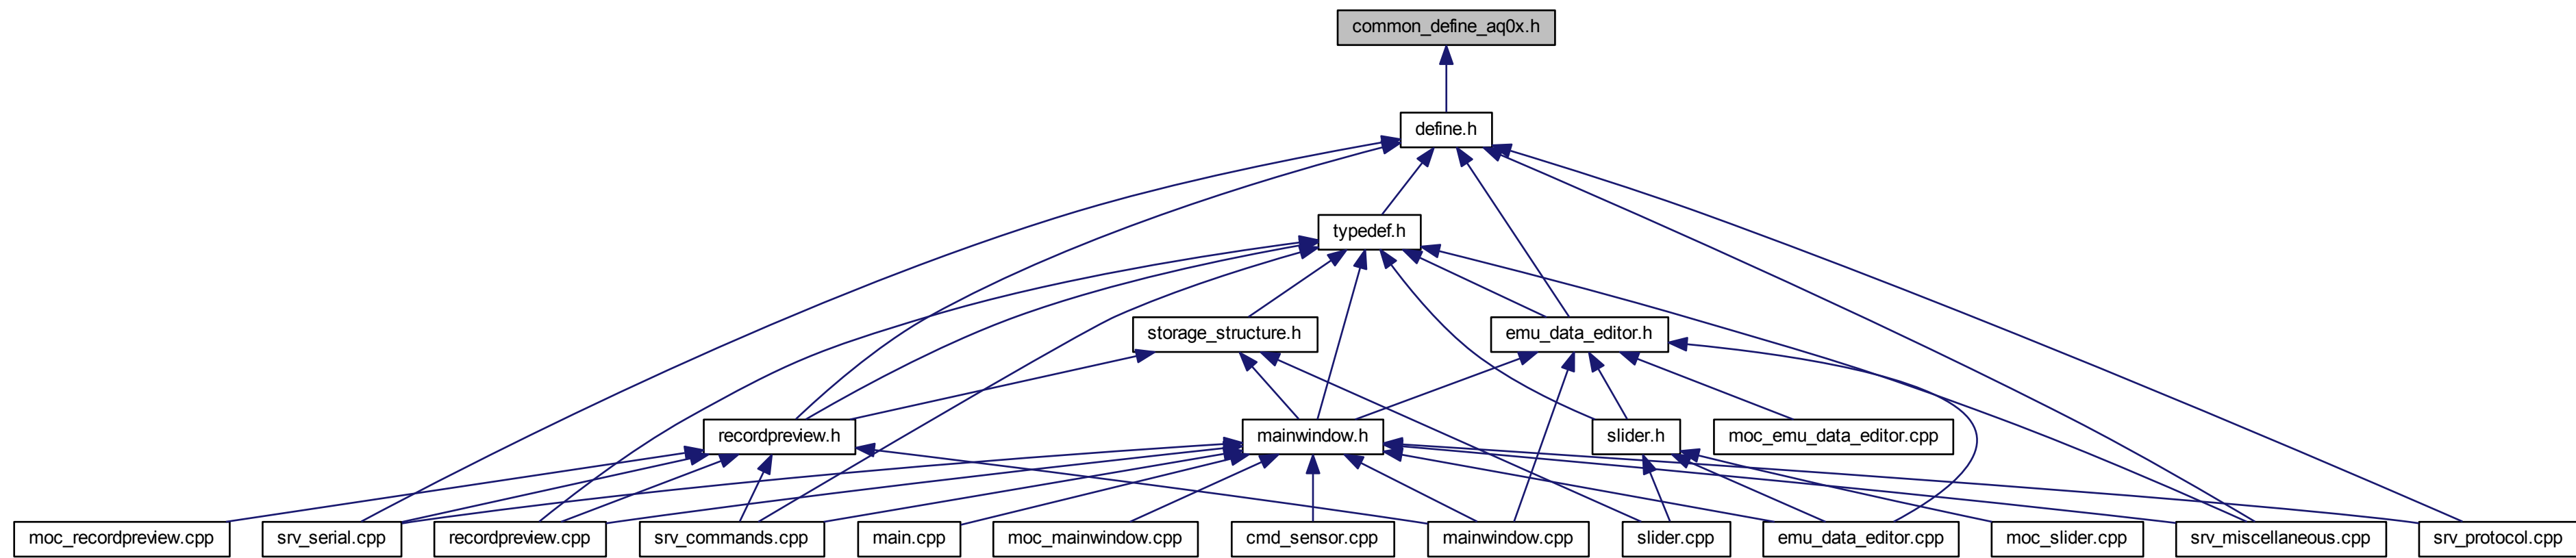 common_define_aq0x.h
define.h
typedef.h
storage_structure.h
emu_data_editor.h
recordpreview.h
mainwindow.h
slider.h
moc_emu_data_editor.cpp
moc_recordpreview.cpp
srv_serial.cpp
recordpreview.cpp
srv_commands.cpp
main.cpp
moc_mainwindow.cpp
cmd_sensor.cpp
mainwindow.cpp
slider.cpp
emu_data_editor.cpp
moc_slider.cpp
srv_miscellaneous.cpp
srv_protocol.cpp